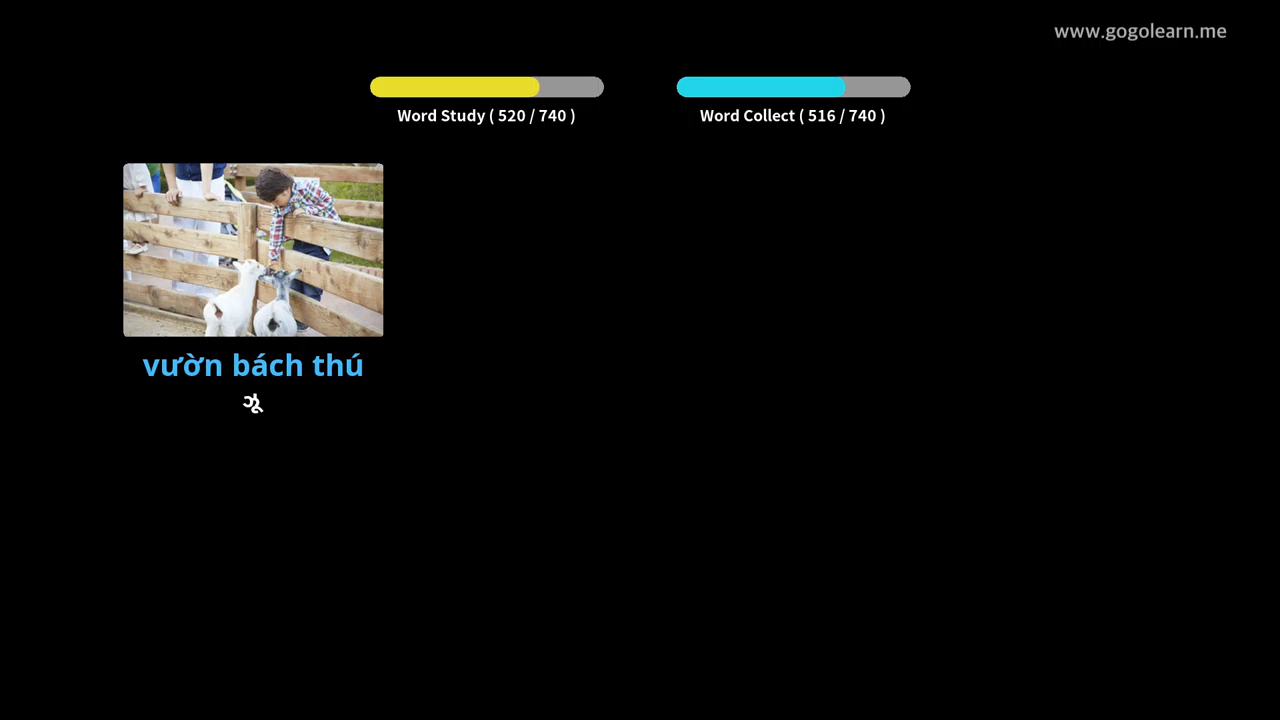 www.gogolearn.me
Word Study ( 520 / 740 )
Word Collect ( 516 / 740 )
vườn bách thú
ઝૂ